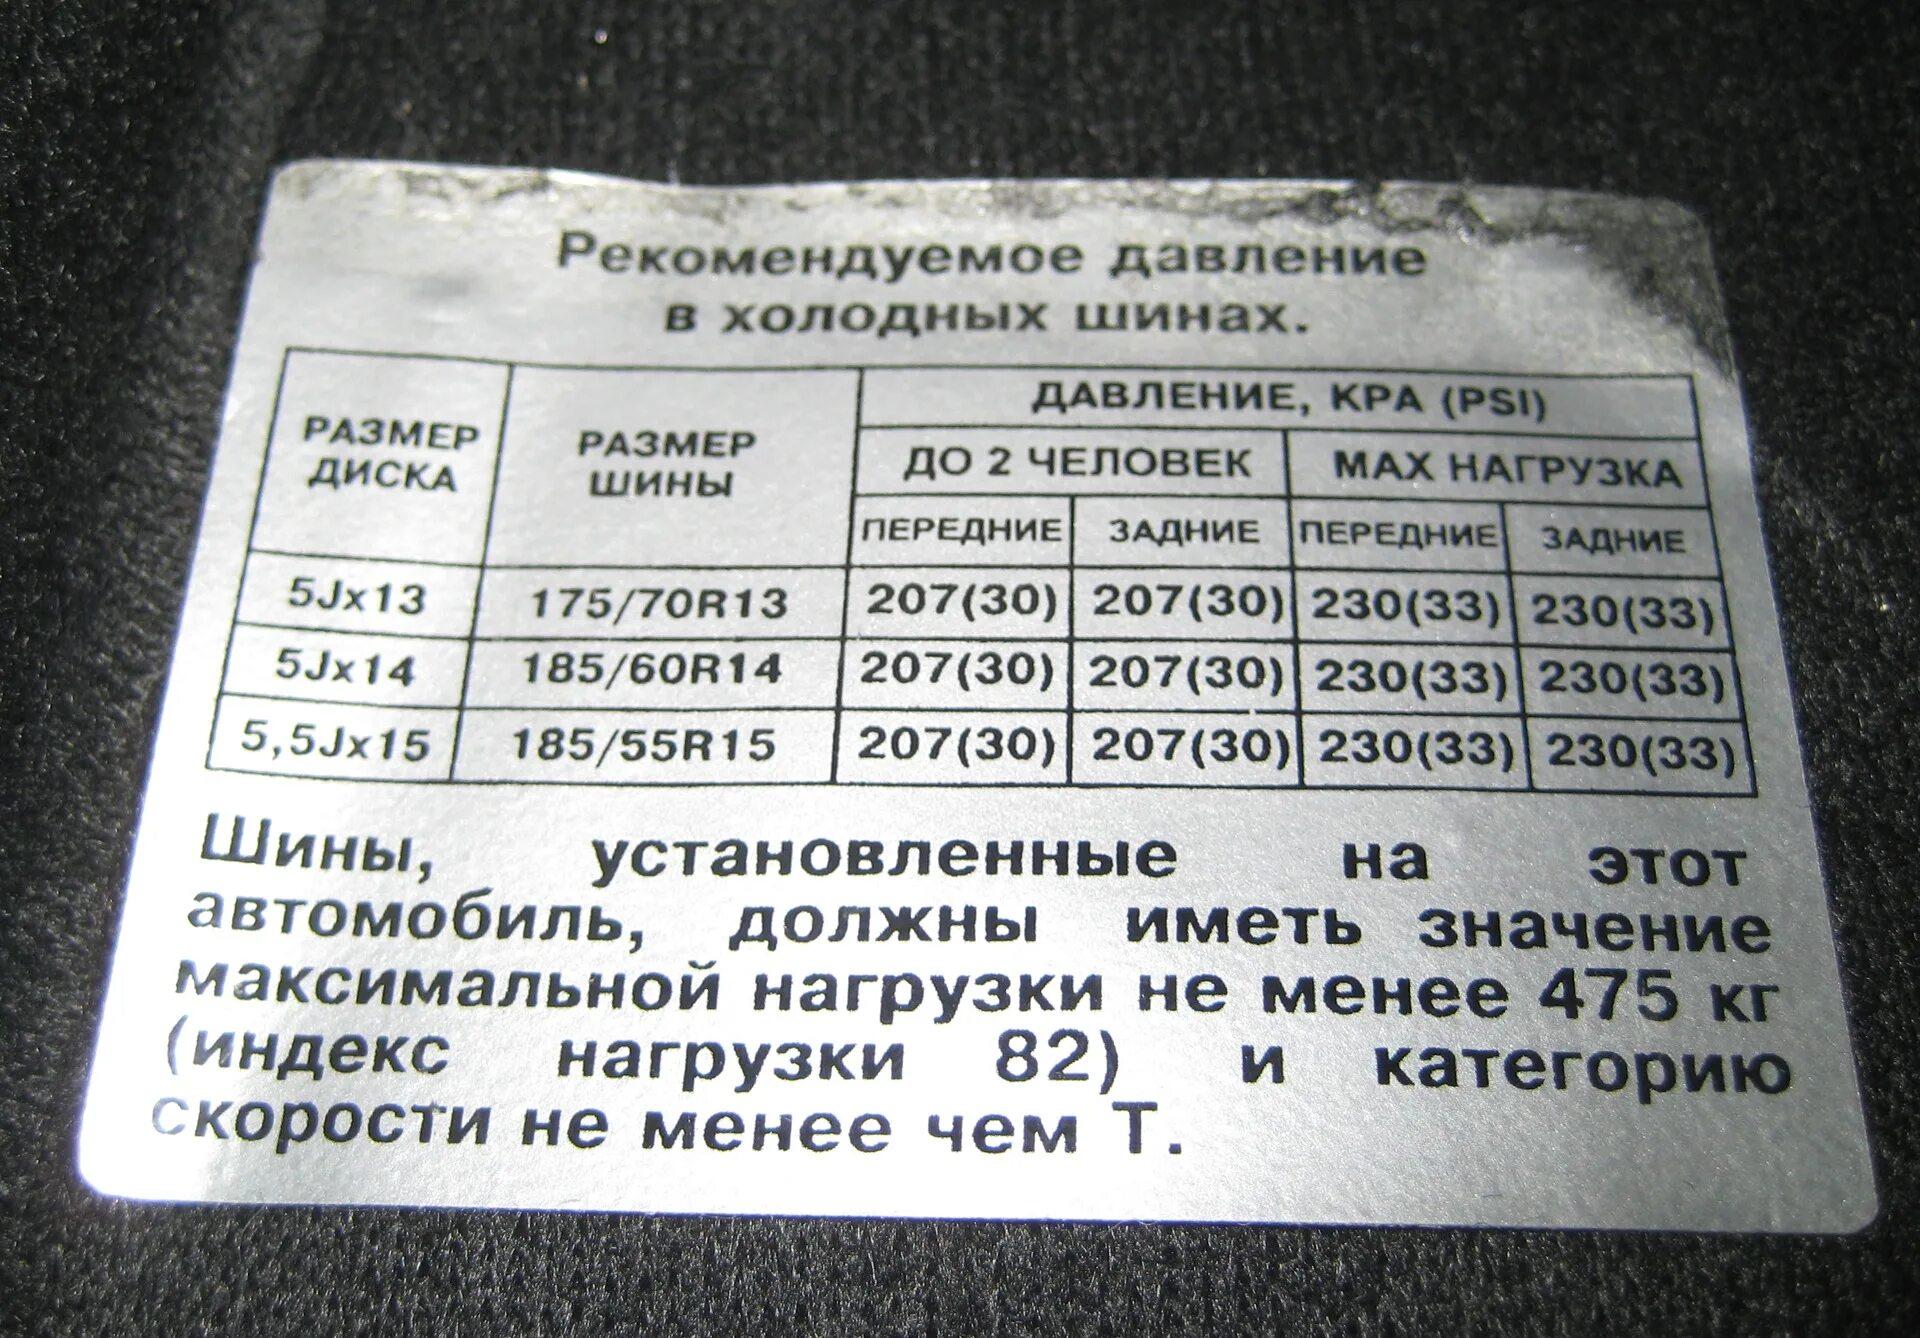 Рекомендуемое давление
в холодных шинах.
РАЗМЕР ДИСКА РАЗМЕР ШИНЫ ДАВЛЕНИЕ, КРА (PSI)
ДО 2 ЧЕЛОВЕК МАХ НАГРУЗКА
ПЕРЕДНИЕ ЗАДНИЕ ПЕРЕДНИЕ ЗАДНИЕ
5Jx13 175/70R13 207(30) 207(30) 230(33) 230(33)
5Jx14 185/60R14 207(30) 207(30) 230(33) 230(33)
5,5Jx15 185/55R15 207(30) 207(30) 230(33) 230(33)
Шины, установленные на этот
автомобиль, должны иметь значение
максимальной нагрузки не менее 475 кг
(индекс нагрузки 82) и категорию
скорости не менее чем Т.